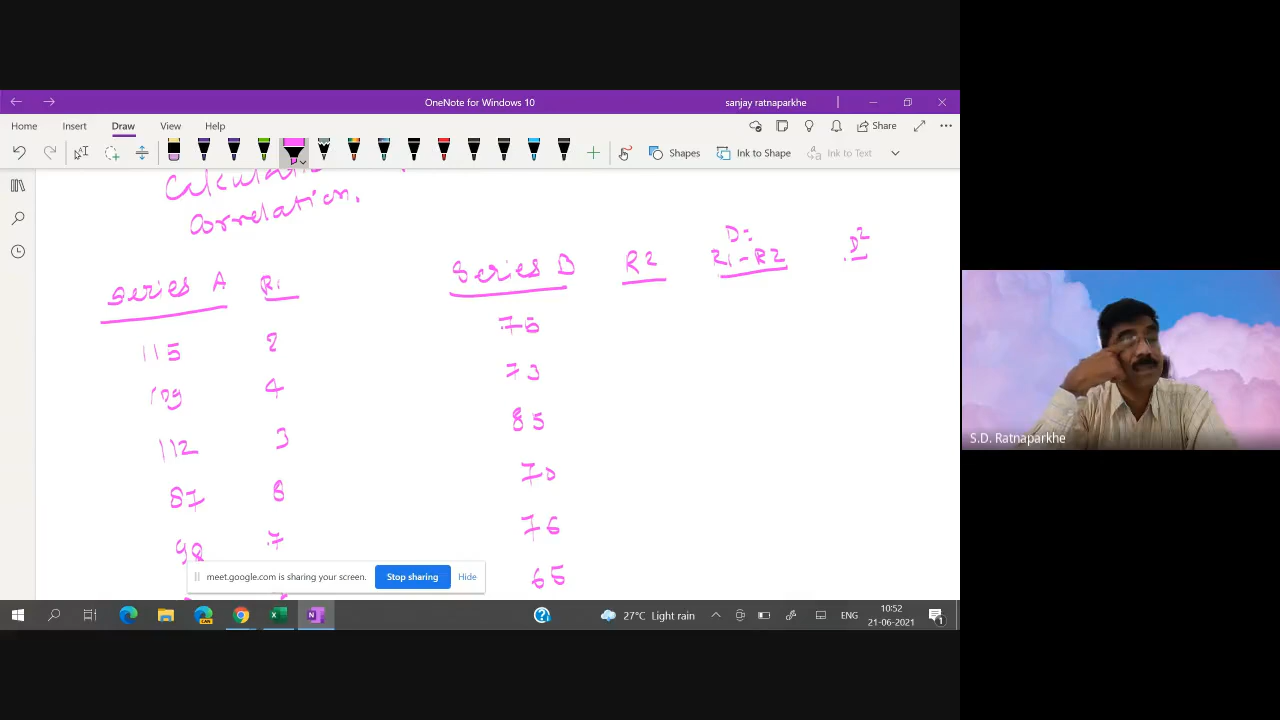 OneNote for Windows 10
sanjay ratnaparkhe
Home Insert Draw View Help
Share
Shapes Ink to Shape Ink to Text
correlation.
Series A R1 Series B R2 D: R1-R2 D2
115 2 76
109 4 73
112 3 85
87 8 70
98 7 76
65
meet.google.com is sharing your screen. Stop sharing Hide
S.D. Ratnaparkhe
27°C Light rain
ENG
10:52
21-06-2021
1